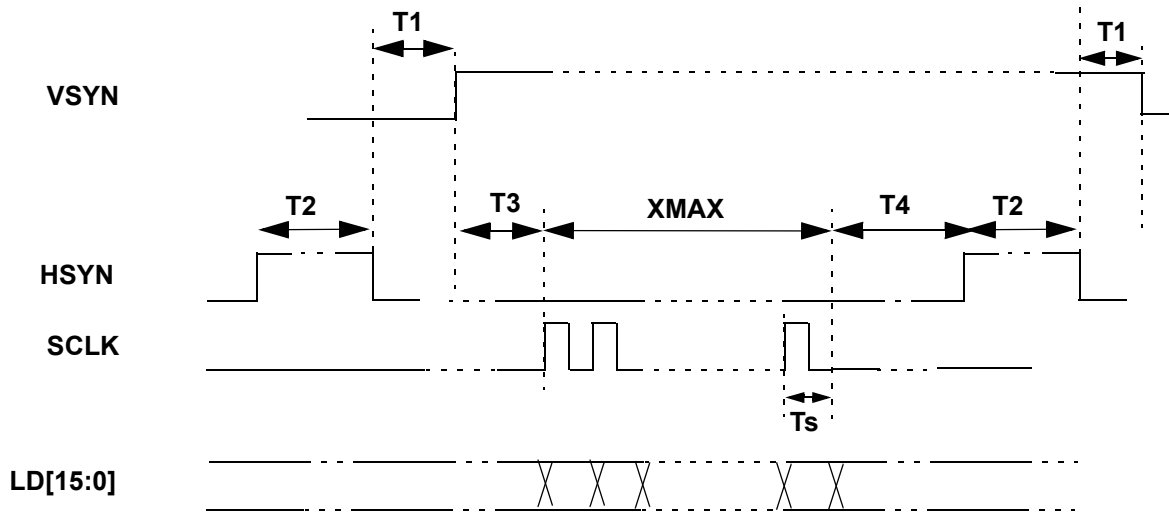 T1
T1
VSYN
T2
T3
XMAX
T4
T2
HSYN
SCLK
Ts
LD[15:0]